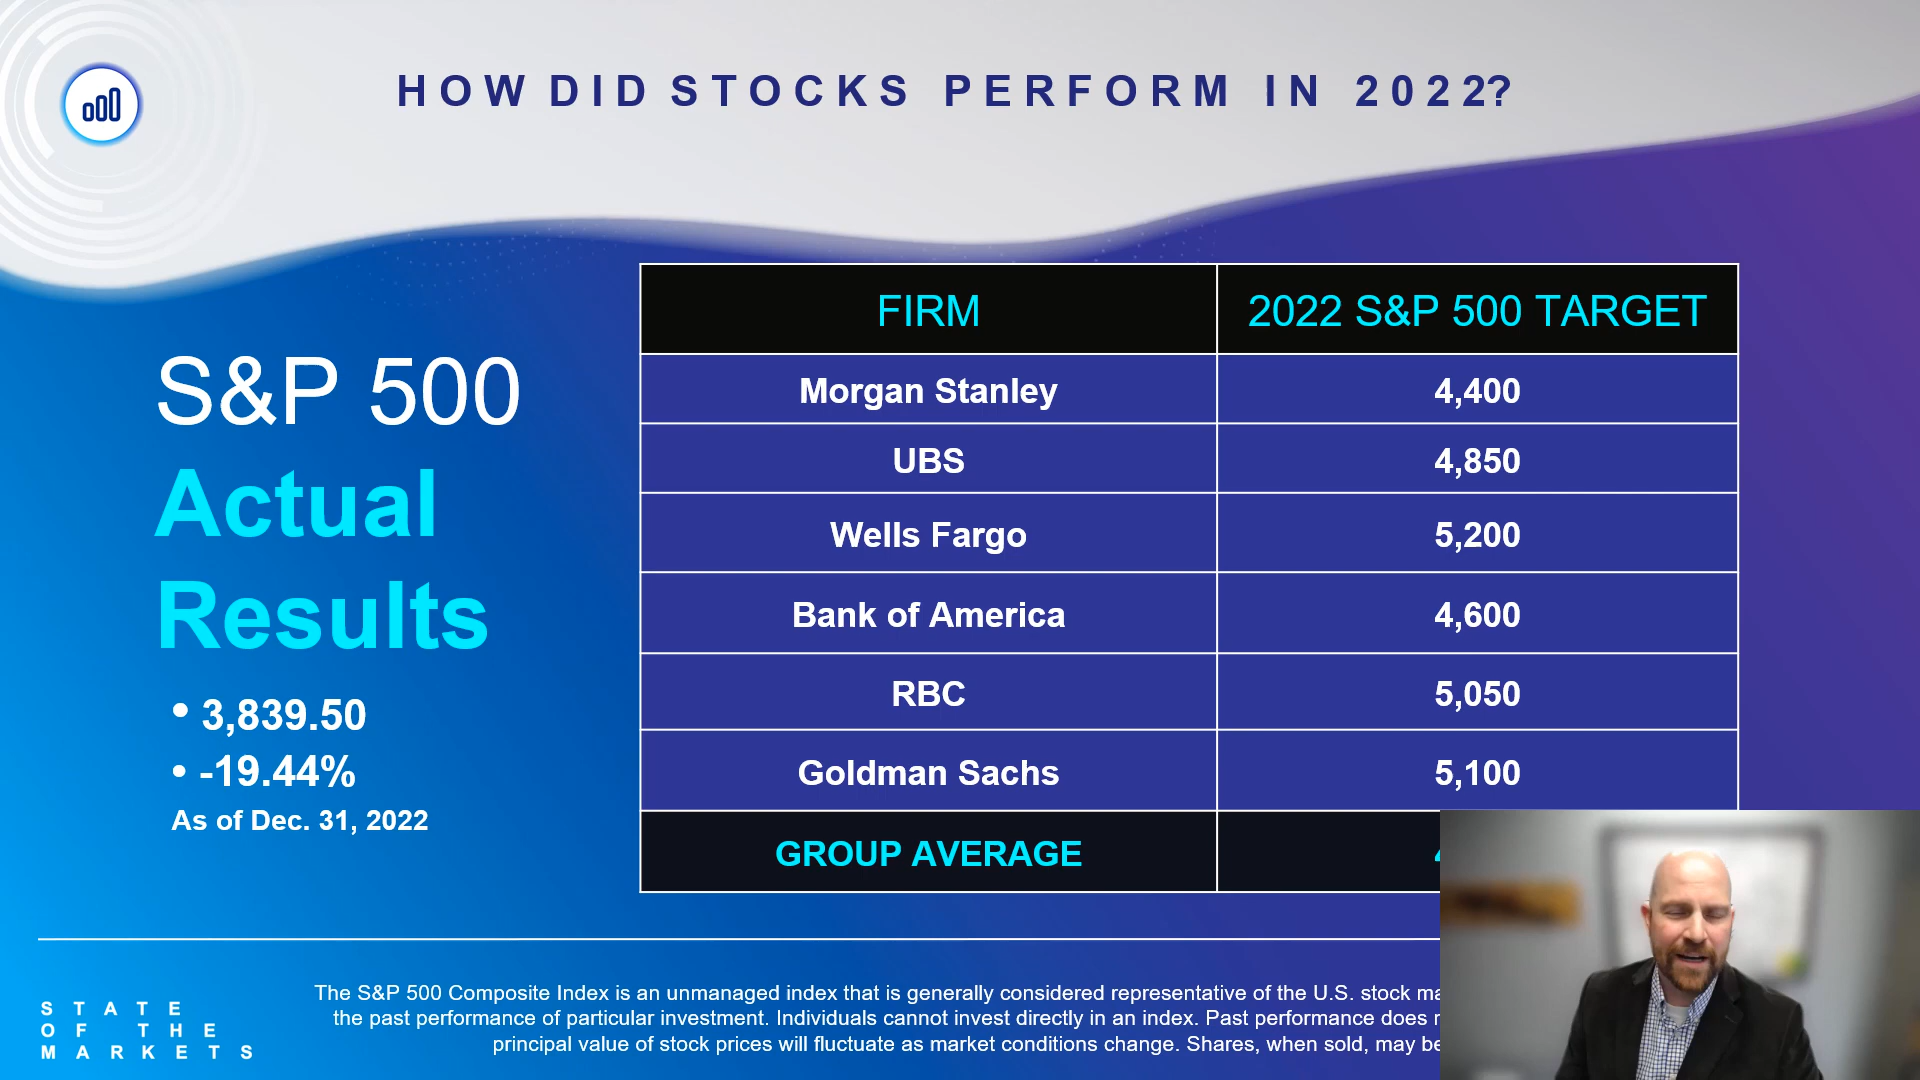 HOW DID STOCKS PERFORM IN 2022?
S&P 500
Actual
Results
• 3,839.50
• -19.44%
As of Dec. 31, 2022
FIRM 2022 S&P 500 TARGET
Morgan Stanley 4,400
UBS 4,850
Wells Fargo 5,200
Bank of America 4,600
RBC 5,050
Goldman Sachs 5,100
GROUP AVERAGE
STATE
OF THE
MARKETS
The S&P 500 Composite Index is an unmanaged index that is generally considered representative of the U.S. stock
the past performance of particular investment. Individuals cannot invest directly in an index. Past performance does
principal value of stock prices will fluctuate as market conditions change. Shares, when sold, may